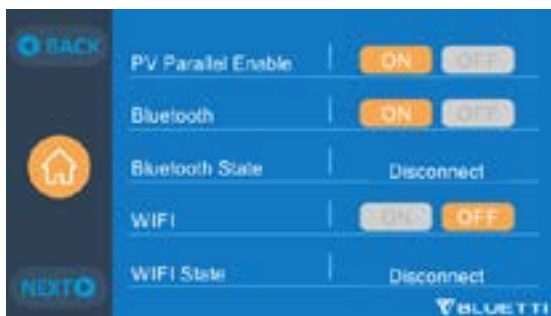 BACK
PV Parallel Enable ON OFF
Bluetooth ON OFF
Bluetooth State Disconnect
WIFI ON OFF
WIFI State Disconnect
NEXT
BLUETTI